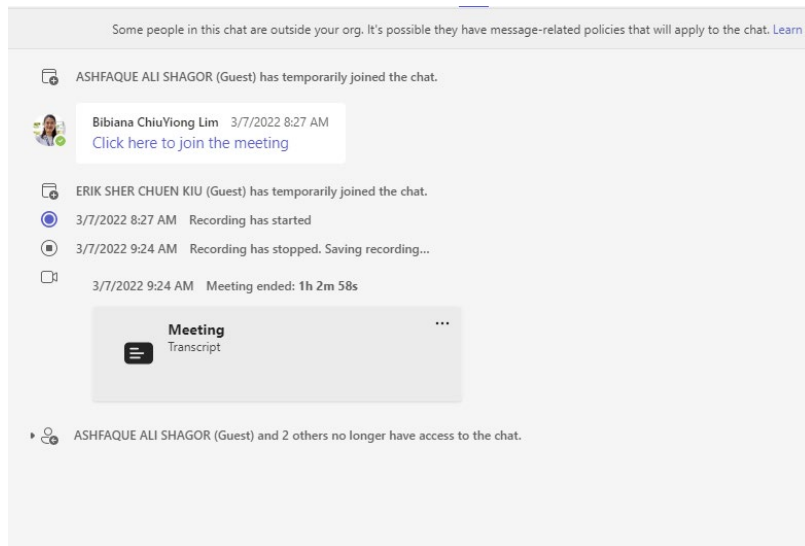 Some people in this chat are outside your org. It's possible they have message-related policies that will apply to the chat. Learn
ASHFAQUE ALI SHAGOR (Guest) has temporarily joined the chat.
Bibiana ChiuYiong Lim 3/7/2022 8:27 AM
Click here to join the meeting
ERIK SHER CHUEN KIU (Guest) has temporarily joined the chat.
3/7/2022 8:27 AM Recording has started
3/7/2022 9:24 AM Recording has stopped. Saving recording...
3/7/2022 9:24 AM Meeting ended: 1h 2m 58s
Meeting
Transcript
ASHFAQUE ALI SHAGOR (Guest) and 2 others no longer have access to the chat.